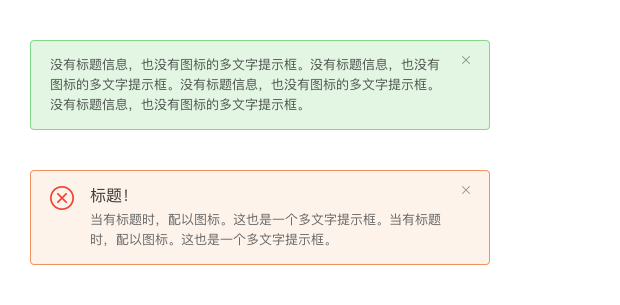 没有标题信息，也没有图标的多文字提示框。没有标题信息，也没有
图标的多文字提示框。没有标题信息，也没有图标的多文字提示框。
没有标题信息，也没有图标的多文字提示框。
标题！
当有标题时，配以图标。这也是一个多文字提示框。当有标题
时，配以图标。这也是一个多文字提示框。